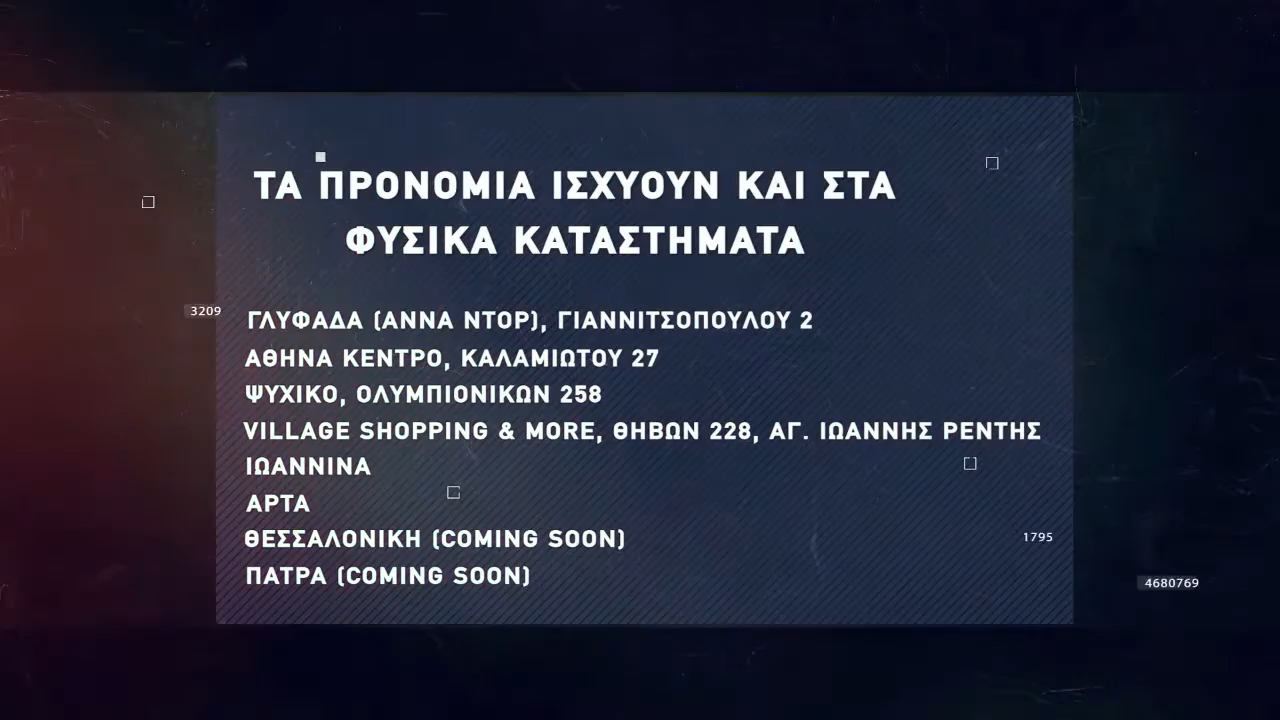 ΤΑ ΠΡΟΝΟΜΙΑ ΙΣΧΥΟΥΝ ΚΑΙ ΣΤΑ
ΦΥΣΙΚΑ ΚΑΤΑΣΤΗΜΑΤΑ
3209
ΓΛΥΦΑΔΑ (ΑΝΝΑ ΝΤΟΡ), ΓΙΑΝΝΙΤΣΟΠΟΥΛΟΥ 2
ΑΘΗΝΑ ΚΕΝΤΡΟ, ΚΑΛΑΜΙΩΤΟΥ 27
ΨΥΧΙΚΟ, ΟΛΥΜΠΙΟΝΙΚΩΝ 258
VILLAGE SHOPPING & MORE, ΘΗΒΩΝ 228, ΑΓ. ΙΩΑΝΝΗΣ ΡΕΝΤΗΣ
ΙΩΑΝΝΙΝΑ
ΑΡΤΑ
ΘΕΣΣΑΛΟΝΙΚΗ (COMING SOON)
1795
ΠΑΤΡΑ (COMING SOON)
4680769